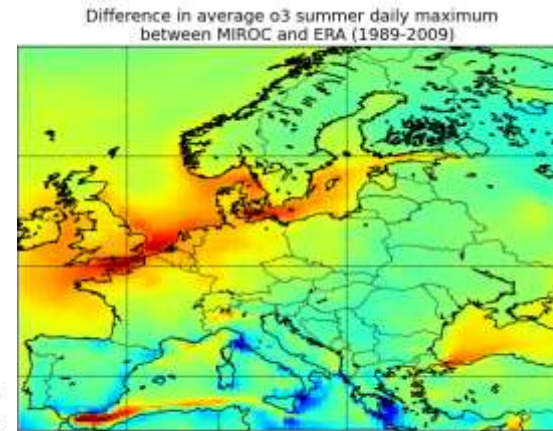 Difference in average o3 summer daily maximum
between MIROC and ERA (1989-2009)